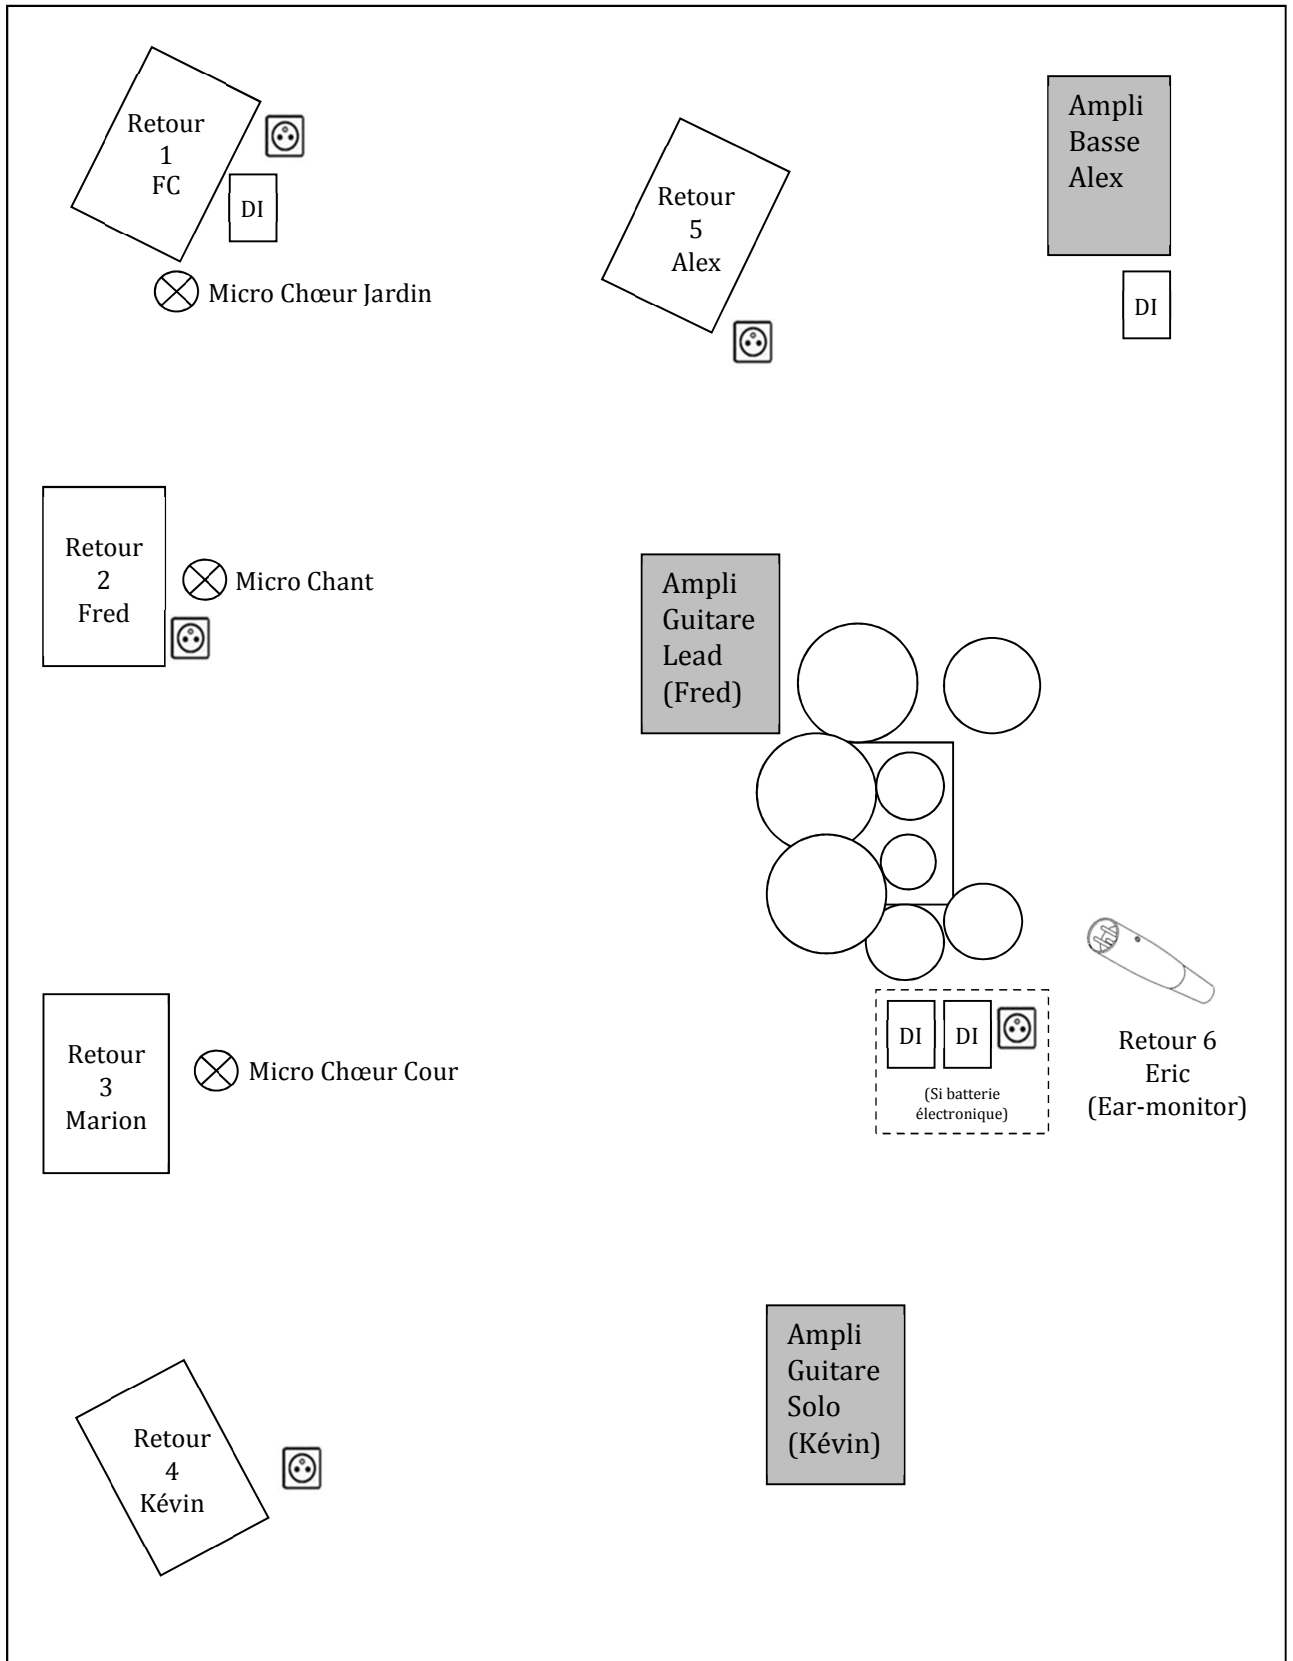 Retour
1
FC
DI
Micro Chœur Jardin
Retour
5
Alex
Ampli
Basse
Alex
DI
Retour
2
Fred
Micro Chant
Ampli
Guitare
Lead
(Fred)
Retour
3
Marion
Micro Chœur Cour
DI
DI
(Si batterie
électronique)
Retour 6
Eric
(Ear-monitor)
Ampli
Guitare
Solo
(Kévin)
Retour
4
Kévin